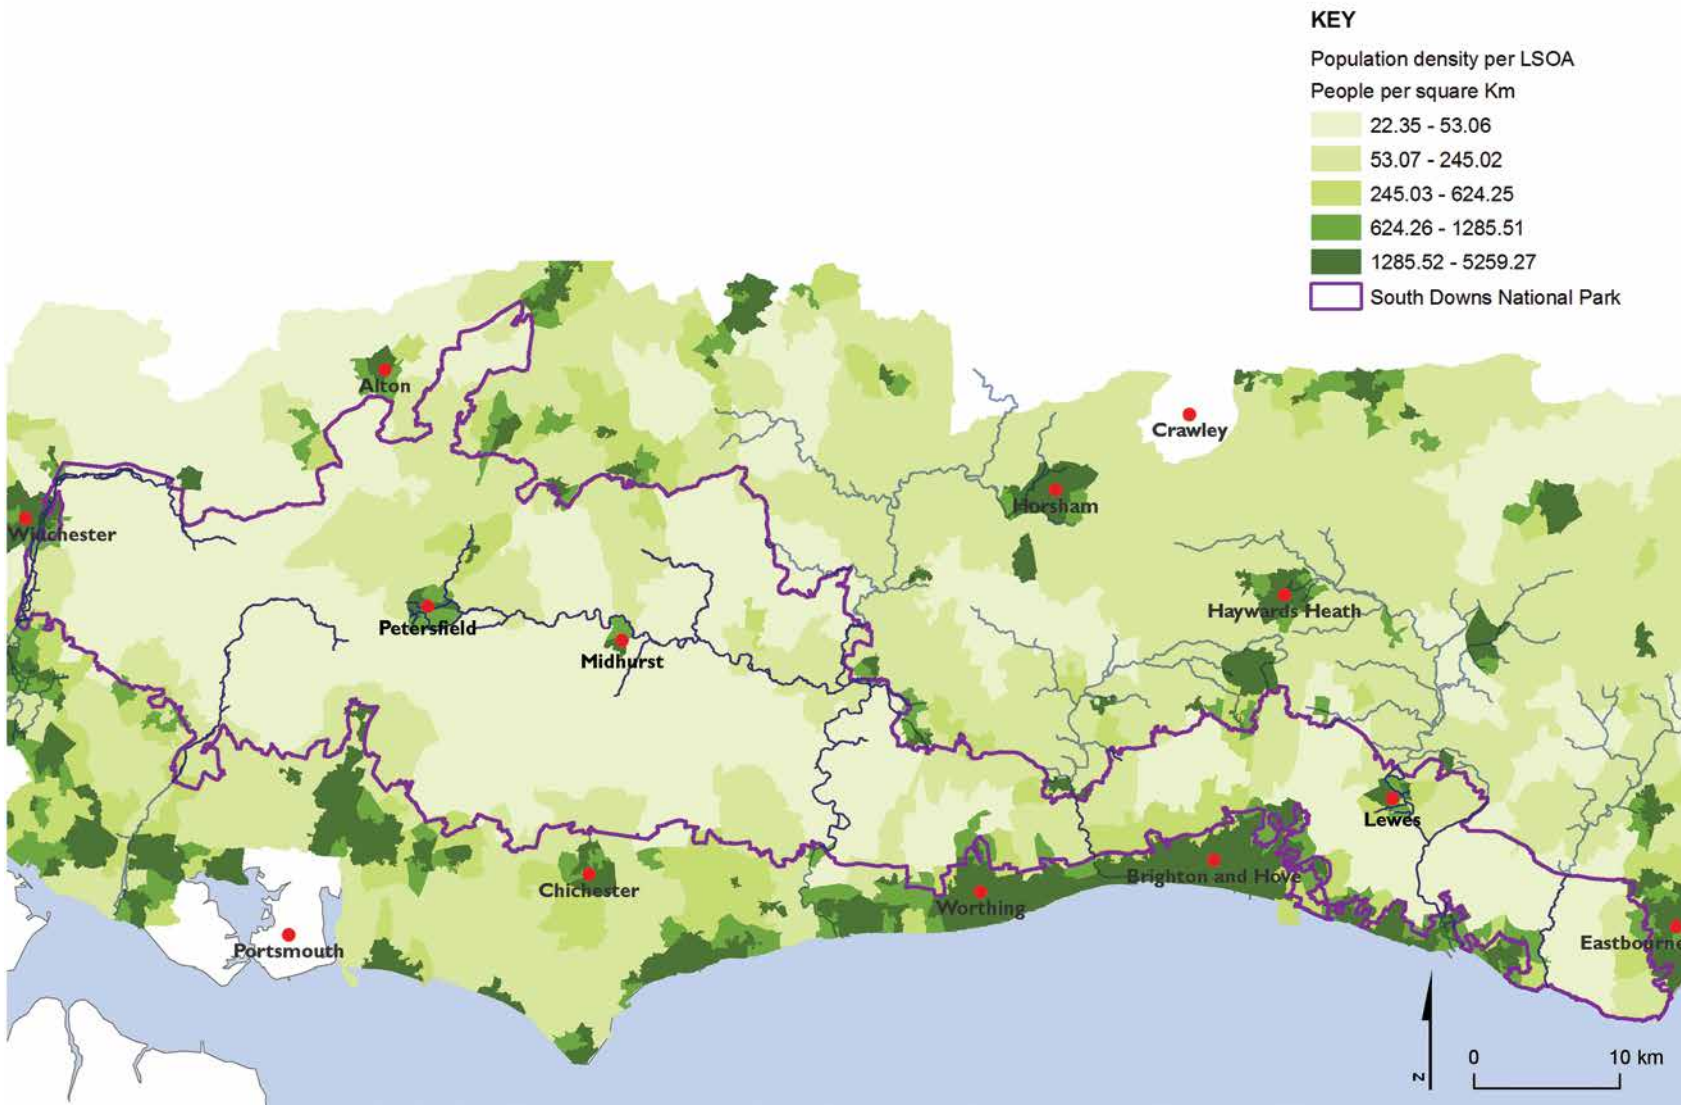 KEY
Population density per LSOA
People per square Km
22.35 - 53.06
53.07 - 245.02
245.03 - 624.25
624.26 - 1285.51
1285.52 - 5259.27
South Downs National Park
Alton
Crawley
Winchester
Horsham
Petersfield
Midhurst
Haywards Heath
Lewes
Chichester
Brighton and Hove
Worthing
Portsmouth
Eastbourne
0 10 km
N